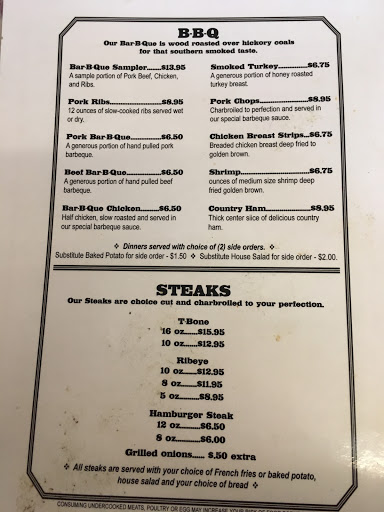 B·B·Q
Our Bar·B·Que is wood roasted over hickory coals
for that southern smoked taste.
Bar·B·Que Sampler......$13.95
A sample portion of Pork Beef, Chicken,
and Ribs.
Pork Ribs......................$8.95
12 ounces of slow-cooked ribs served wet
or dry.
Pork Bar·B·Que.............$6.50
A generous portion of hand pulled pork
barbeque.
Beef Bar·B·Que..............$6.50
A generous portion of hand pulled beef
barbeque.
Bar·B·Que Chicken........$6.50
Half chicken, slow roasted and served in
our special barbeque sauce.
Smoked Turkey.............$6.75
A generous portion of honey roasted
turkey breast.
Pork Chops....................$8.95
Charbroiled to perfection and served in
our special barbeque sauce.
Chicken Breast Strips...$6.75
Breaded chicken breast deep fried to
golden brown.
Shrimp...........................$6.75
ounces of medium size shrimp deep
fried golden brown.
Country Ham.................$8.95
Thick center slice of delicious country
ham.
❖ Dinners served with choice of (2) side orders. ❖
Substitute Baked Potato for side order - $1.50 ❖ Substitute House Salad for side order - $2.00.
STEAKS
Our Steaks are choice cut and charbroiled to your perfection.
T·Bone
16 oz.......$15.95
10 oz.......$12.95
Ribeye
10 oz.......$12.95
8 oz.......$11.95
5 oz.......$8.95
Hamburger Steak
12 oz.......$6.50
8 oz.......$6.00
Grilled onions...... $.50 extra
❖ All steaks are served with your choice of French fries or baked potato,
house salad and your choice of bread ❖
CONSUMING UNDERCOOKED MEATS, POULTRY OR EGG MAY INCREASE YOUR RISK OF